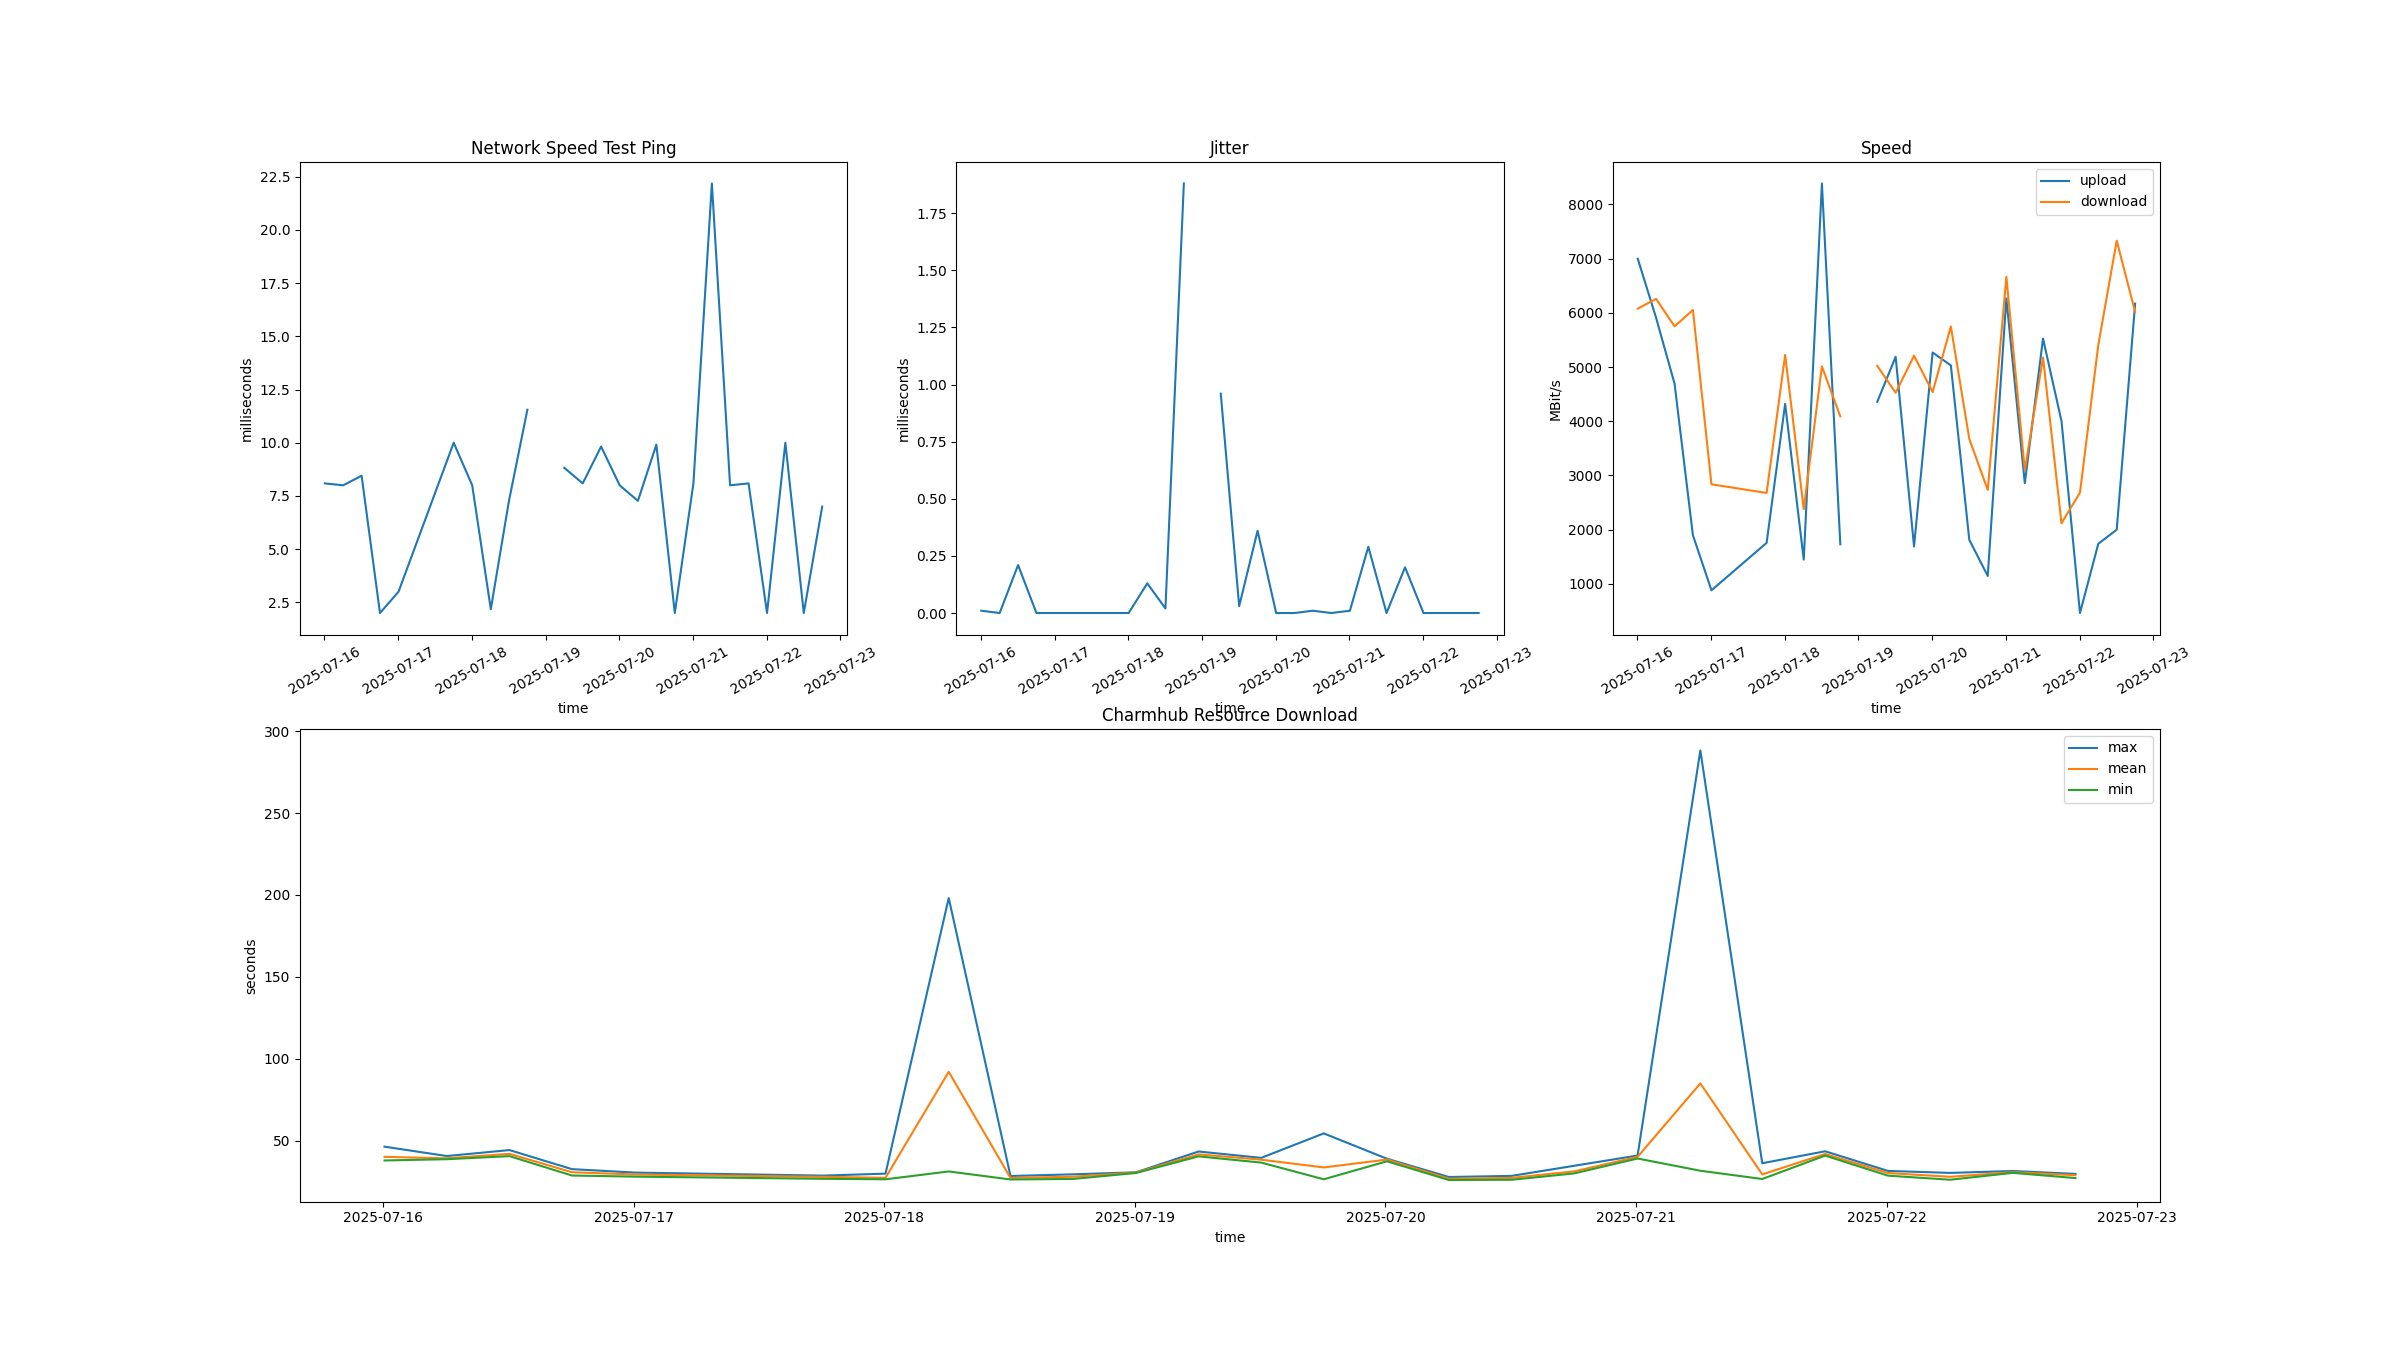 Network Speed Test Ping
22.5
20.0
17.5
15.0
12.5
10.0
7.5
5.0
2.5
milliseconds
2025-07-16 2025-07-17 2025-07-18 2025-07-19 2025-07-20 2025-07-21 2025-07-22 2025-07-23
time
Jitter
1.75
1.50
1.25
1.00
0.75
0.50
0.25
0.00
milliseconds
2025-07-16 2025-07-17 2025-07-18 2025-07-19 2025-07-20 2025-07-21 2025-07-22 2025-07-23
time
Speed
upload
download
8000
7000
6000
5000
4000
3000
2000
1000
MBit/s
2025-07-16 2025-07-17 2025-07-18 2025-07-19 2025-07-20 2025-07-21 2025-07-22 2025-07-23
time
Charmhub Resource Download
max
mean
min
300
250
200
150
100
50
seconds
2025-07-16 2025-07-17 2025-07-18 2025-07-19 2025-07-20 2025-07-21 2025-07-22 2025-07-23
time